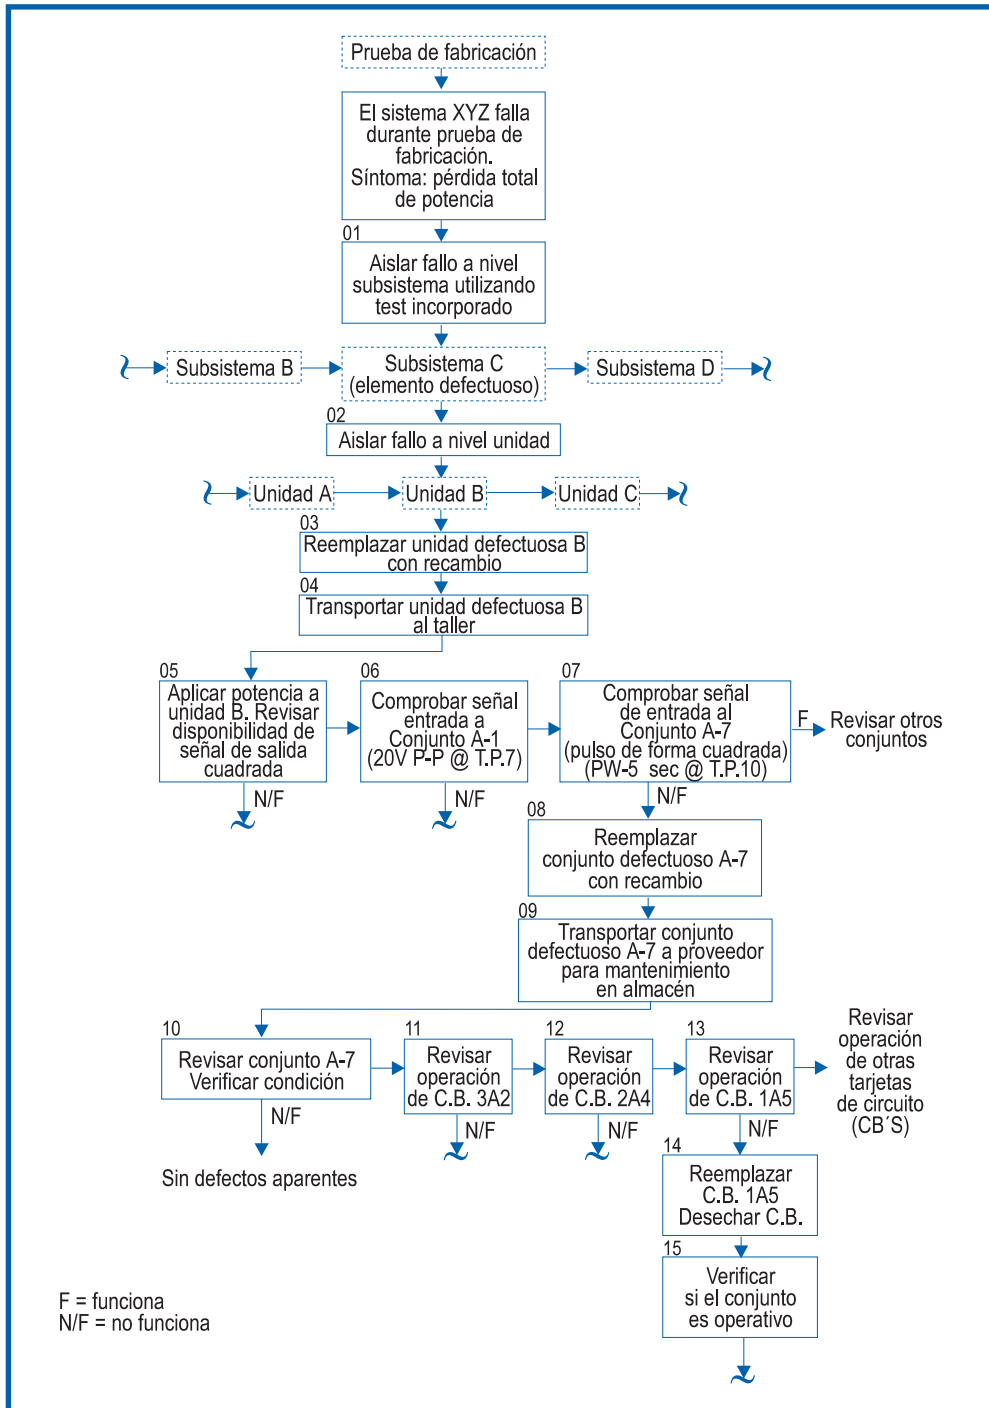 Prueba de fabricación
El sistema XYZ falla
durante prueba de
fabricación.
Síntoma: pérdida total
de potencia
01
Aislar fallo a nivel
subsistema utilizando
test incorporado
Subsistema B
Subsistema C
(elemento defectuoso)
Subsistema D
02
Aislar fallo a nivel unidad
Unidad A
Unidad B
Unidad C
03
Reemplazar unidad defectuosa B
con recambio
04
Transportar unidad defectuosa B
al taller
05
Aplicar potencia a
unidad B. Revisar
disponibilidad de
señal de salida
cuadrada
N/F
06
Comprobar señal
entrada a
Conjunto A-1
(20V P-P @ T.P.7)
N/F
07
Comprobar señal
de entrada al
Conjunto A-7
(pulso de forma cuadrada)
(PW-5 sec @ T.P.10)
F
Revisar otros
conjuntos
N/F
08
Reemplazar
conjunto defectuoso A-7
con recambio
09
Transportar conjunto
defectuoso A-7 a proveedor
para mantenimiento
en almacén
10
Revisar conjunto A-7
Verificar condición
N/F
Sin defectos aparentes
11
Revisar
operación
de C.B. 3A2
N/F
12
Revisar
operación
de C.B. 2A4
N/F
13
Revisar
operación
de C.B. 1A5
N/F
Revisar
operación
de otras
tarjetas
de circuito
(CB´S)
14
Reemplazar
C.B. 1A5
Desechar C.B.
15
Verificar
si el conjunto
es operativo
F = funciona
N/F = no funciona